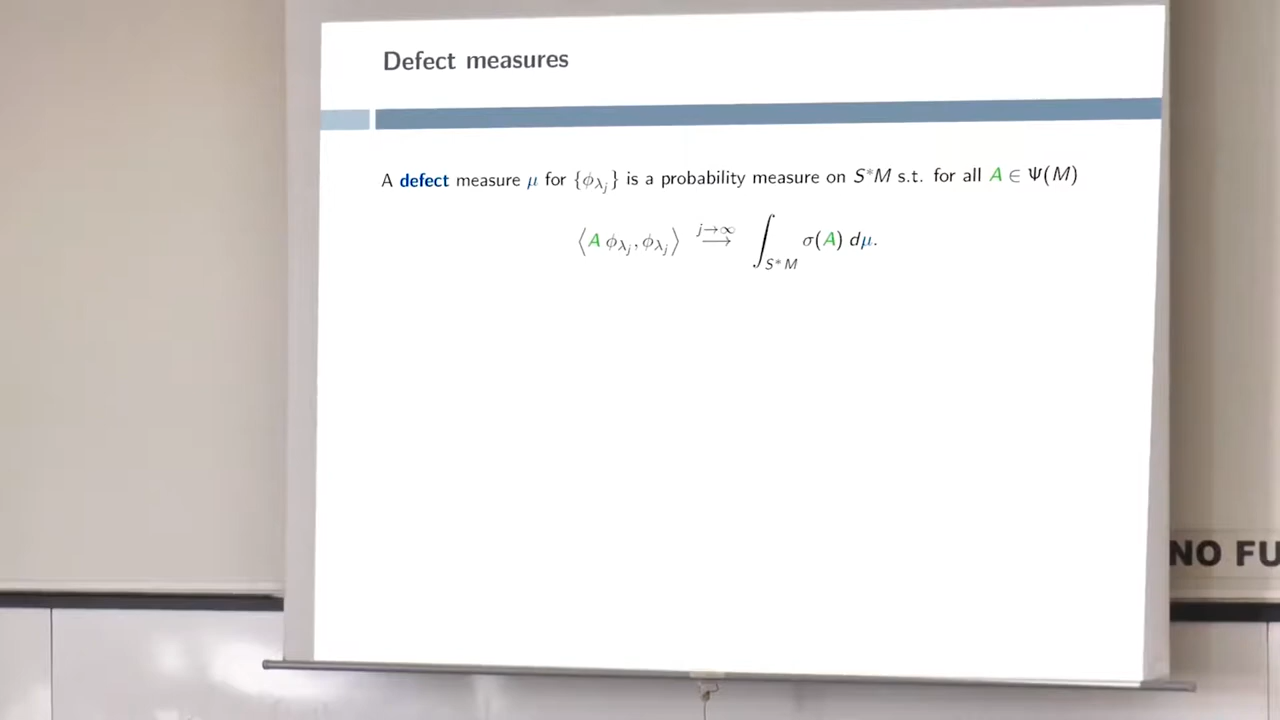 Defect measures
A defect measure μ for {ϕ_{λ_j}} is a probability measure on S*M s.t. for all A ∈ Ψ(M)
⟨A ϕ_{λ_j}, ϕ_{λ_j}⟩ \overset{j→∞}{⟶} ∫_{S*M} σ(A) dμ.
NO FU